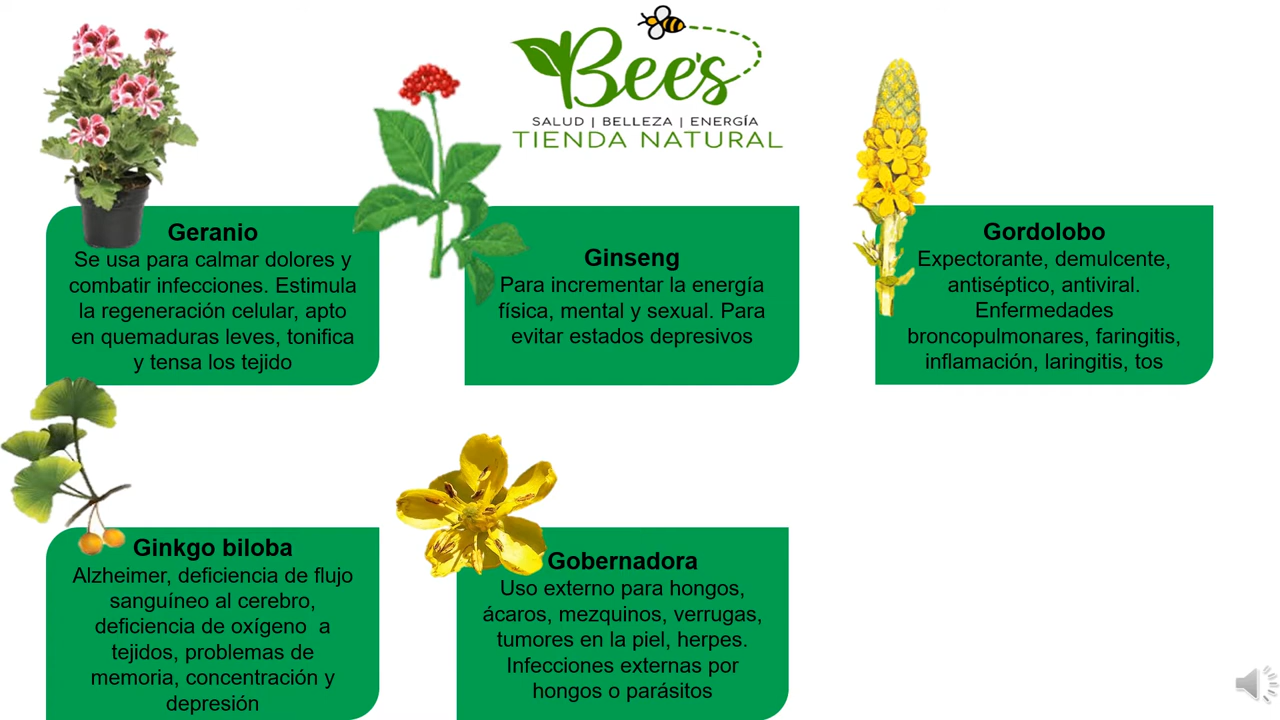 Bee's
SALUD | BELLEZA | ENERGÍA
TIENDA NATURAL
Geranio
Se usa para calmar dolores y
combatir infecciones. Estimula
la regeneración celular, apto
en quemaduras leves, tonifica
y tensa los tejido
Ginseng
Para incrementar la energía
física, mental y sexual. Para
evitar estados depresivos
Gordolobo
Expectorante, demulcente,
antiséptico, antiviral.
Enfermedades
broncopulmonares, faringitis,
inflamación, laringitis, tos
Ginkgo biloba
Alzheimer, deficiencia de flujo
sanguíneo al cerebro,
deficiencia de oxígeno  a
tejidos, problemas de
memoria, concentración y
depresión
Gobernadora
Uso externo para hongos,
ácaros, mezquinos, verrugas,
tumores en la piel, herpes.
Infecciones externas por
hongos o parásitos